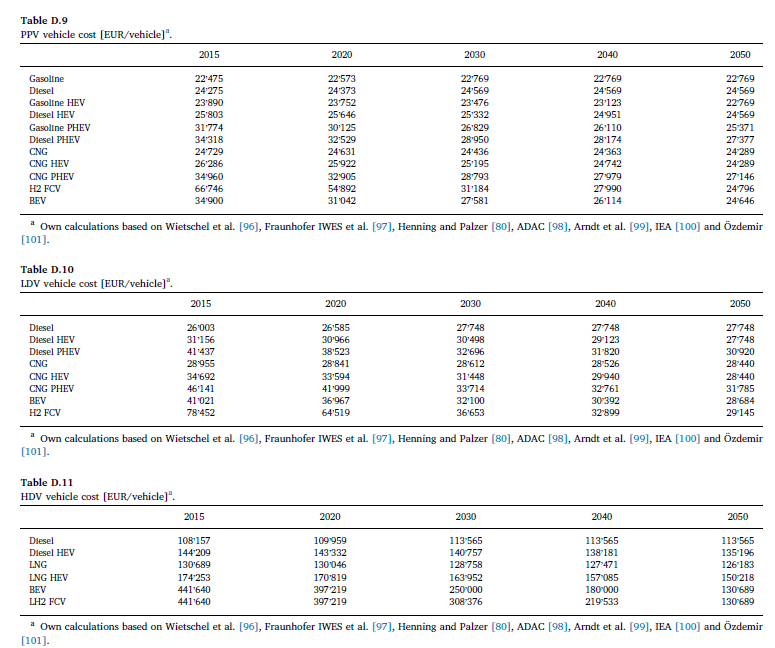 Table D.9
PPV vehicle cost [EUR/vehicle]a.
2015 2020 2030 2040 2050
Gasoline 22'475 22'573 22'769 22'769 22'769
Diesel 24'275 24'373 24'569 24'569 24'569
Gasoline HEV 23'890 23'752 23'476 23'123 22'769
Diesel HEV 25'803 25'646 25'332 24'951 24'569
Gasoline PHEV 31'774 30'125 26'829 26'110 25'371
Diesel PHEV 34'318 32'529 28'950 28'174 27'377
CNG 24'729 24'631 24'436 24'363 24'289
CNG HEV 26'286 25'922 25'195 24'742 24'289
CNG PHEV 34'960 32'905 28'793 27'979 27'146
H2 FCV 66'746 54'892 31'184 27'990 24'796
BEV 34'900 31'042 27'581 26'114 24'646
a Own calculations based on Wietschel et al. [96], Fraunhofer IWES et al. [97], Henning and Palzer [80], ADAC [98], Arndt et al. [99], IEA [100] and Özdemir
[101].
Table D.10
LDV vehicle cost [EUR/vehicle]a.
2015 2020 2030 2040 2050
Diesel 26'003 26'585 27'748 27'748 27'748
Diesel HEV 31'156 30'966 30'498 29'123 27'748
Diesel PHEV 41'437 38'523 32'696 31'820 30'920
CNG 28'955 28'841 28'612 28'526 28'440
CNG HEV 34'692 33'594 31'448 29'940 28'440
CNG PHEV 46'141 41'999 33'714 32'761 31'785
BEV 41'021 36'967 32'100 30'392 28'684
H2 FCV 78'452 64'519 36'653 32'899 29'145
a Own calculations based on Wietschel et al. [96], Fraunhofer IWES et al. [97], Henning and Palzer [80], ADAC [98], Arndt et al. [99], IEA [100] and Özdemir
[101].
Table D.11
HDV vehicle cost [EUR/vehicle]a.
2015 2020 2030 2040 2050
Diesel 108'157 109'959 113'565 113'565 113'565
Diesel HEV 144'209 143'332 140'757 138'181 135'196
LNG 130'689 130'046 128'758 127'471 126'183
LNG HEV 174'253 170'819 163'952 157'085 150'218
BEV 441'640 397'219 250'000 180'000 130'689
LH2 FCV 441'640 397'219 308'376 219'533 130'689
a Own calculations based on Wietschel et al. [96], Fraunhofer IWES et al. [97], Henning and Palzer [80], ADAC [98], Arndt et al. [99], IEA [100] and Özdemir
[101].